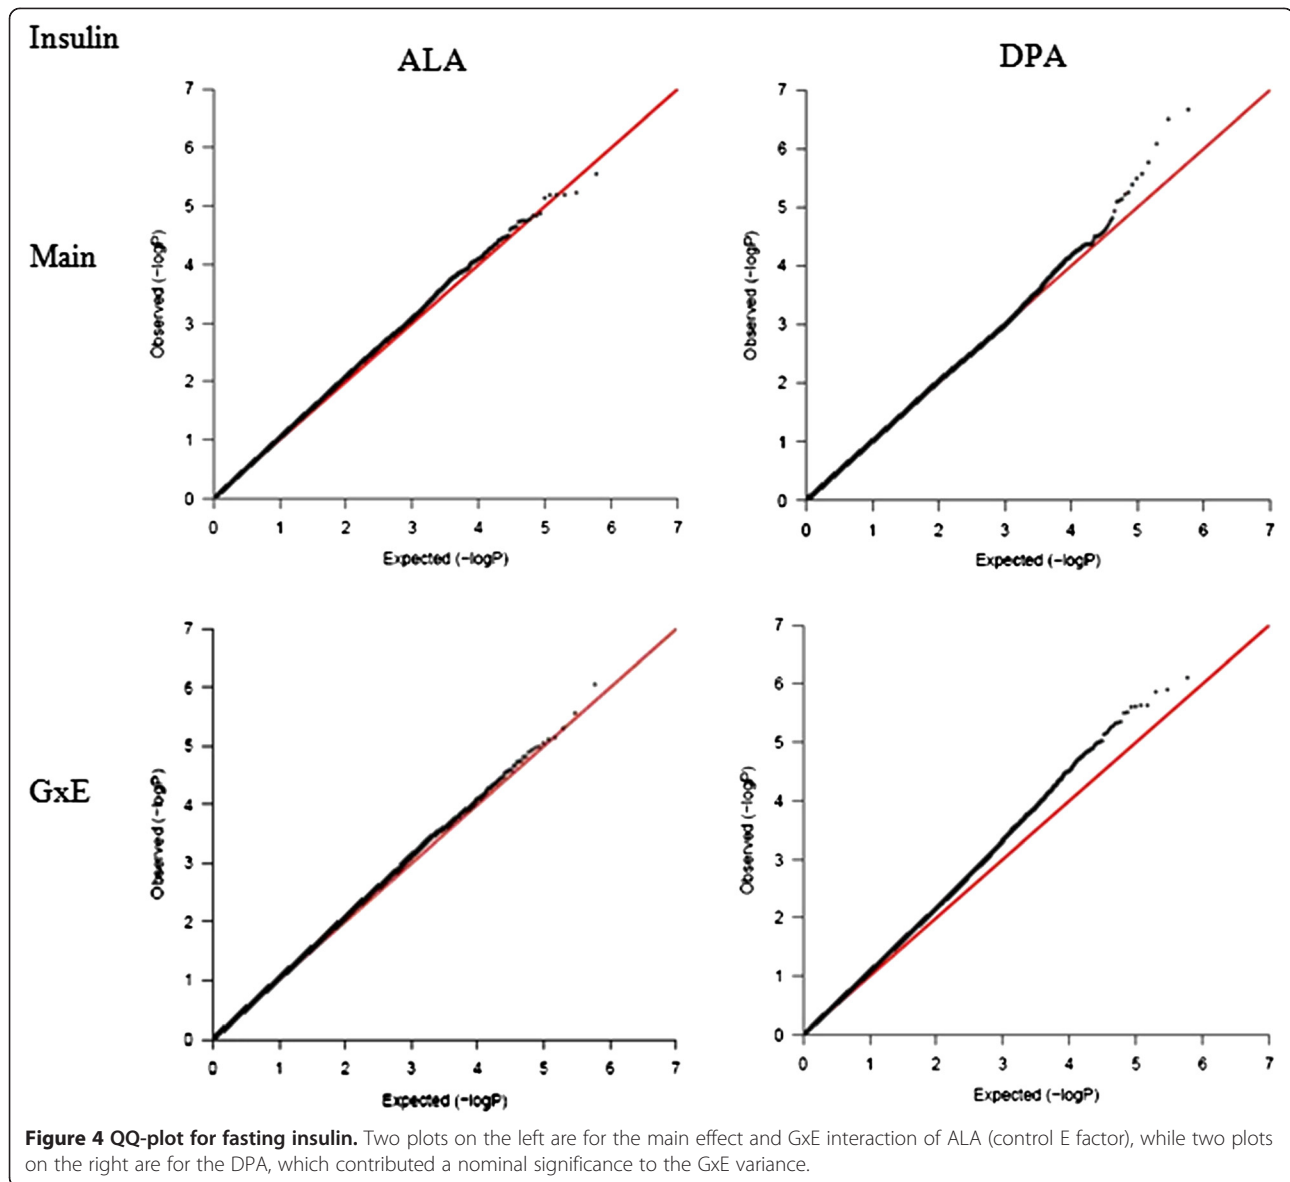 Insulin
ALA
DPA
Main
GxE
7
6
5
4
3
2
1
0
Observed (-logP)
0 1 2 3 4 5 6 7
Expected (-logP)
7
6
5
4
3
2
1
0
Observed (-logP)
0 1 2 3 4 5 6 7
Expected (-logP)
7
6
5
4
3
2
1
0
Observed (-logP)
0 1 2 3 4 5 6 7
Expected (-logP)
7
6
5
4
3
2
1
0
Observed (-logP)
0 1 2 3 4 5 6 7
Expected (-logP)
Figure 4 QQ-plot for fasting insulin. Two plots on the left are for the main effect and GxE interaction of ALA (control E factor), while two plots
on the right are for the DPA, which contributed a nominal significance to the GxE variance.